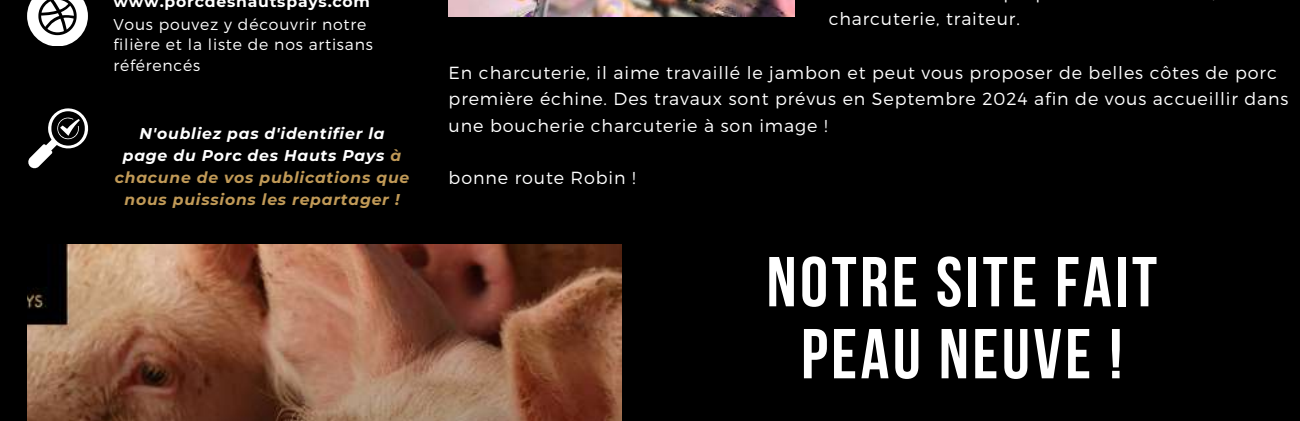 www.porcdeshautspays.com
Vous pouvez y découvrir notre
filière et la liste de nos artisans
référencés
N'oubliez pas d'identifier la
page du Porc des Hauts Pays à
chacune de vos publications que
nous puissions les repartager !
charcuterie, traiteur.
En charcuterie, il aime travaillé le jambon et peut vous proposer de belles côtes de porc
première échine. Des travaux sont prévus en Septembre 2024 afin de vous accueillir dans
une boucherie charcuterie à son image !
bonne route Robin !
YS
NOTRE SITE FAIT
PEAU NEUVE !